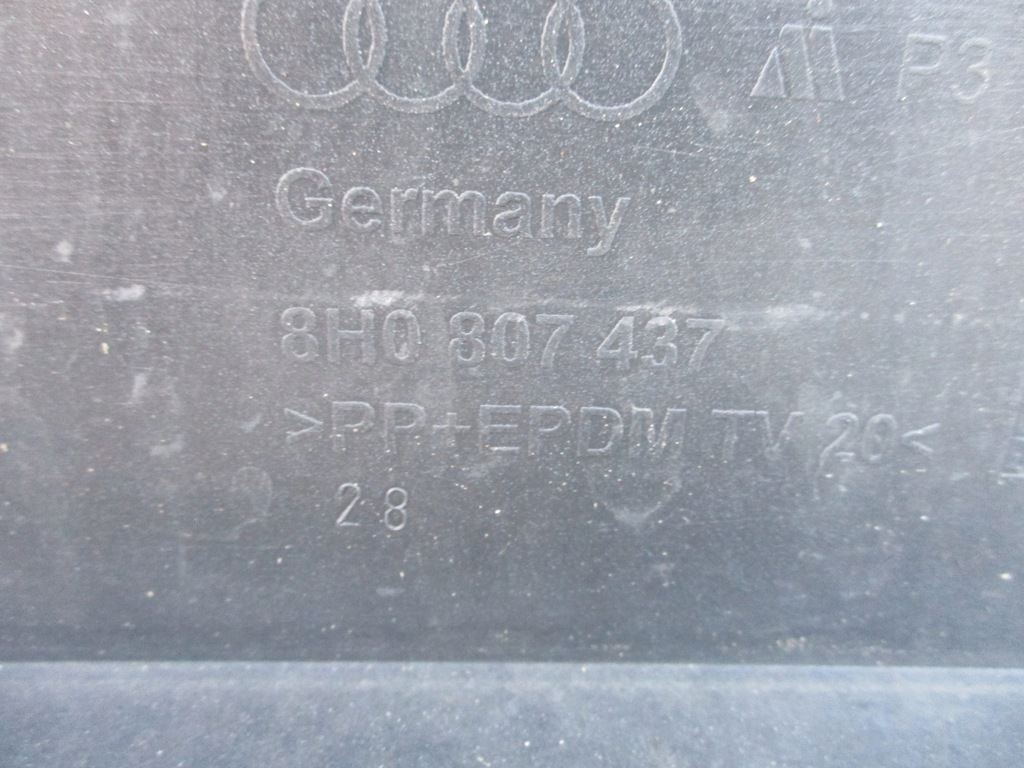 P3
Germany
8H0 807 437
>PP+EPDM TV 20<
28